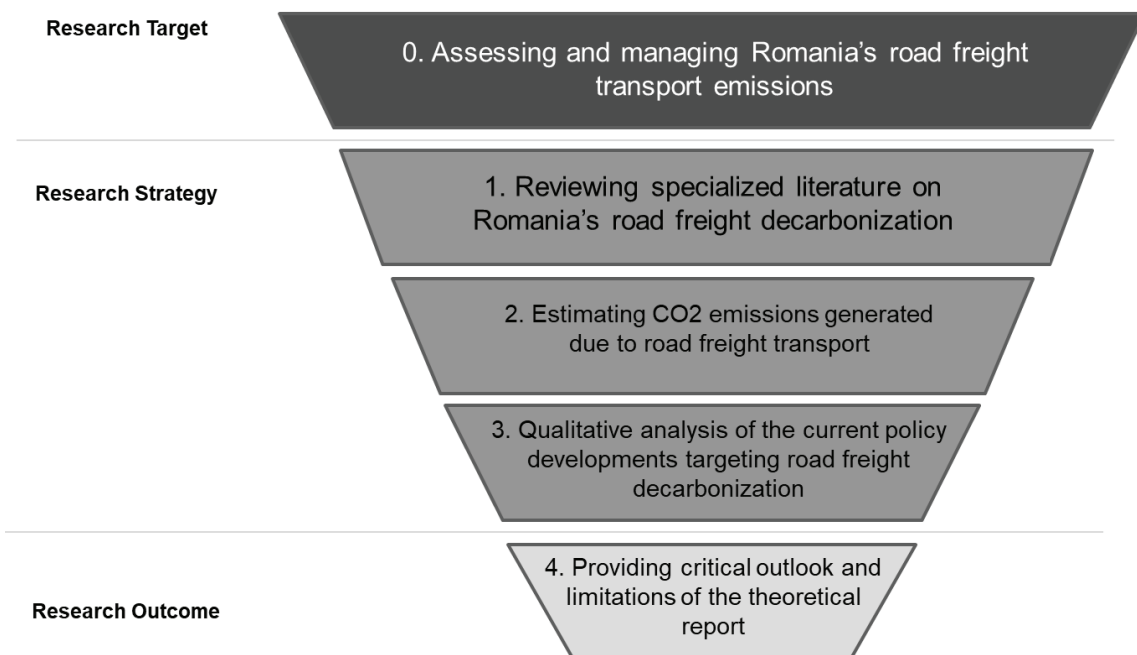 Research Target
0. Assessing and managing Romania’s road freight
transport emissions
Research Strategy
1. Reviewing specialized literature on
Romania’s road freight decarbonization
2. Estimating CO2 emissions generated
due to road freight transport
3. Qualitative analysis of the current policy
developments targeting road freight
decarbonization
Research Outcome
4. Providing critical outlook and
limitations of the theoretical
report